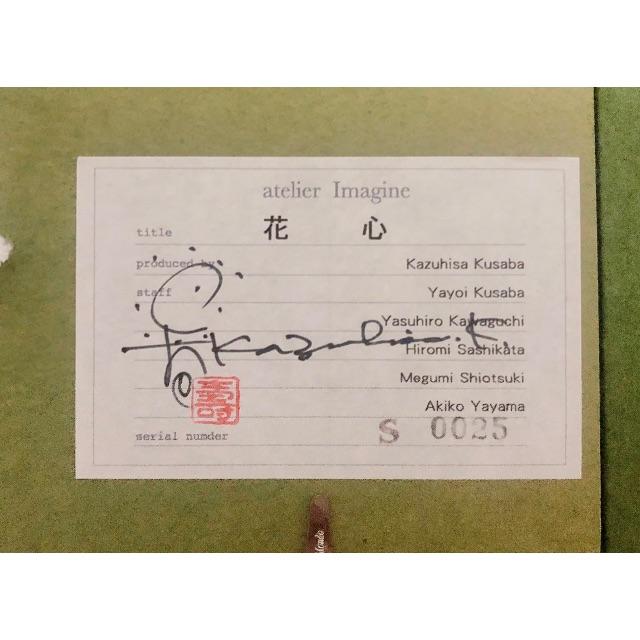 atelier Imagine
title 花 心
produced by Kazuhisa Kusaba
staff Yayoi Kusaba
Yasuhiro Kawaguchi
Kazuhisa.K.
Hiromi Sashikata
Megumi Shiotsuki
Akiko Yayama
serial numder S 0025